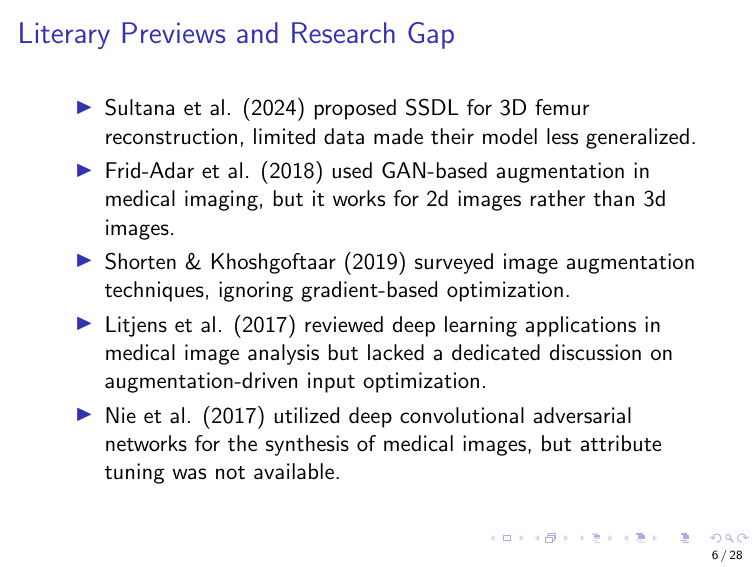 Literary Previews and Research Gap
Sultana et al. (2024) proposed SSDL for 3D femur
reconstruction, limited data made their model less generalized.
Frid-Adar et al. (2018) used GAN-based augmentation in
medical imaging, but it works for 2d images rather than 3d
images.
Shorten & Khoshgoftaar (2019) surveyed image augmentation
techniques, ignoring gradient-based optimization.
Litjens et al. (2017) reviewed deep learning applications in
medical image analysis but lacked a dedicated discussion on
augmentation-driven input optimization.
Nie et al. (2017) utilized deep convolutional adversarial
networks for the synthesis of medical images, but attribute
tuning was not available.
6 / 28